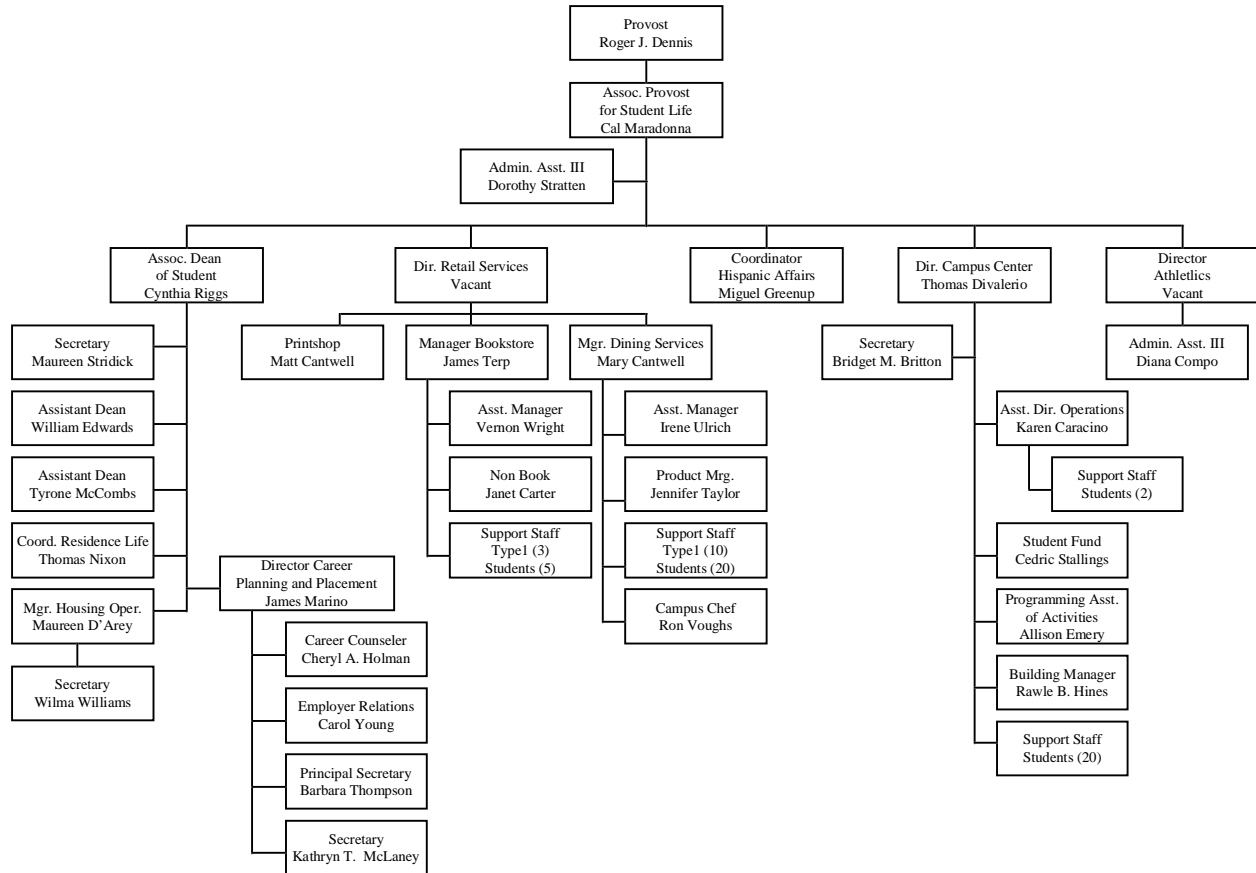 Provost
Roger J. Dennis
Assoc. Provost
for Student Life
Cal Maradonna
Admin. Asst. III
Dorothy Stratten
Assoc. Dean
of Student
Cynthia Riggs
Dir. Retail Services
Vacant
Coordinator
Hispanic Affairs
Miguel Greenup
Dir. Campus Center
Thomas Divalerio
Director
Athletlics
Vacant
Secretary
Maureen Stridick
Assistant Dean
William Edwards
Assistant Dean
Tyrone McCombs
Coord. Residence Life
Thomas Nixon
Mgr. Housing Oper.
Maureen D'Arey
Secretary
Wilma Williams
Director Career
Planning and Placement
James Marino
Career Counseler
Cheryl A. Holman
Employer Relations
Carol Young
Principal Secretary
Barbara Thompson
Secretary
Kathryn T. McLaney
Printshop
Matt Cantwell
Manager Bookstore
James Terp
Asst. Manager
Vernon Wright
Non Book
Janet Carter
Support Staff
Type1 (3)
Students (5)
Mgr. Dining Services
Mary Cantwell
Asst. Manager
Irene Ulrich
Product Mrg.
Jennifer Taylor
Support Staff
Type1 (10)
Students (20)
Campus Chef
Ron Voughs
Secretary
Bridget M. Britton
Asst. Dir. Operations
Karen Caracino
Support Staff
Students (2)
Student Fund
Cedric Stallings
Programming Asst.
of Activities
Allison Emery
Building Manager
Rawle B. Hines
Support Staff
Students (20)
Admin. Asst. III
Diana Compo